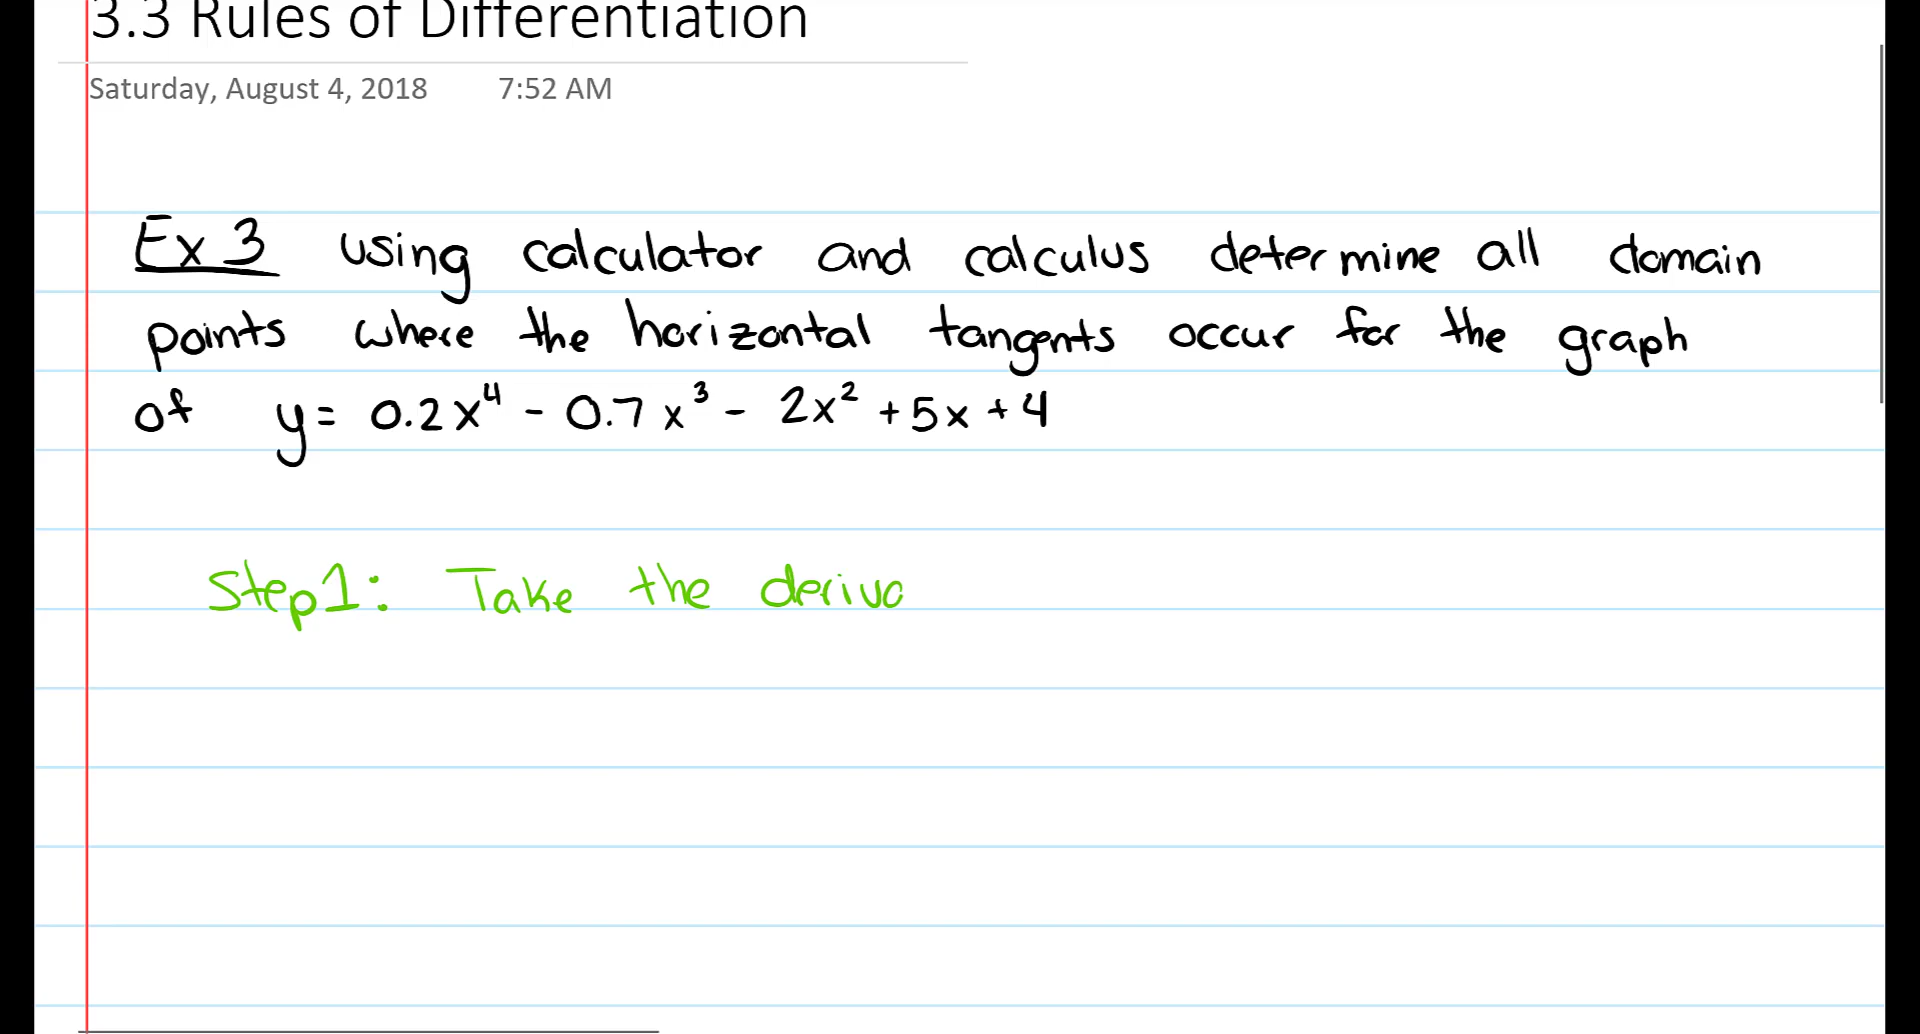 3.3 Rules of Differentiation
Saturday, August 4, 2018 7:52 AM
Ex 3 using calculator and calculus determine all domain
points where the horizontal tangents occur for the graph
of y = 0.2x⁴ - 0.7x³ - 2x² + 5x + 4
Step1: Take the deriva